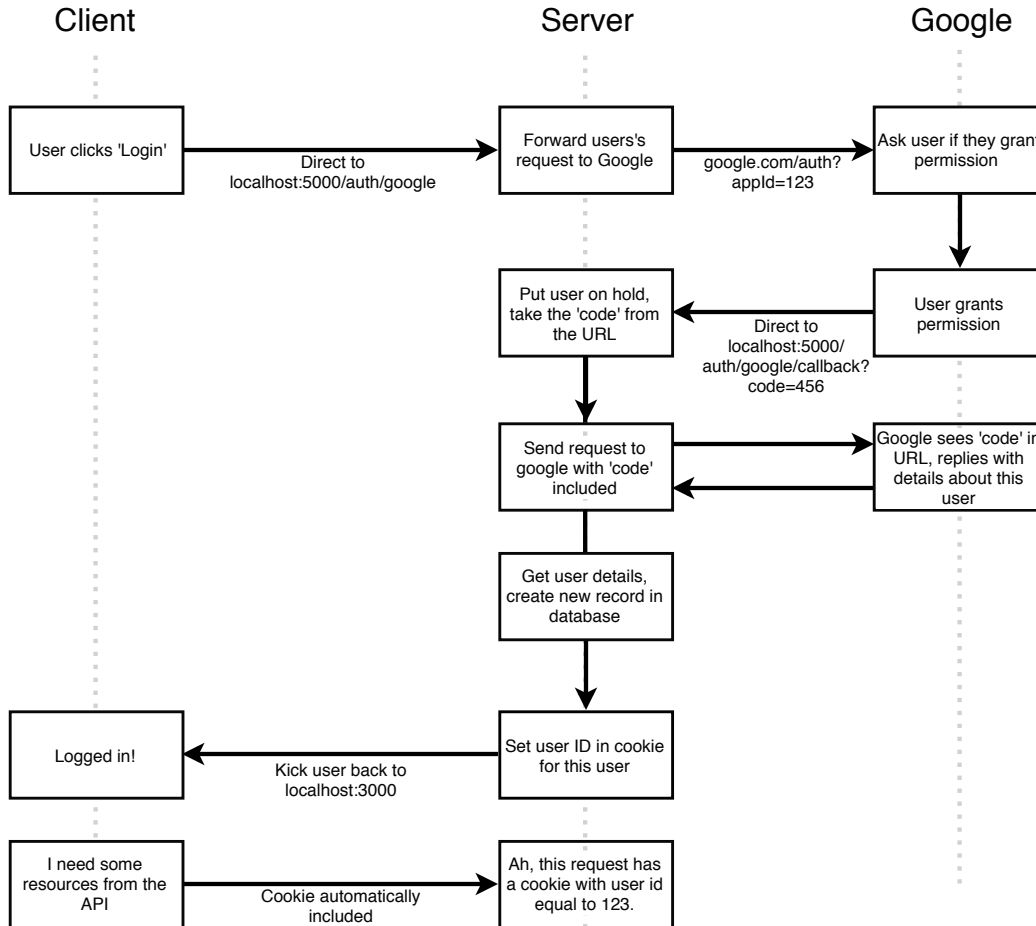 Client
Server
Google
User clicks 'Login'
Direct to
localhost:5000/auth/google
Forward users's
request to Google
google.com/auth?
appId=123
Ask user if they grant
permission
Put user on hold,
take the 'code' from
the URL
Direct to
localhost:5000/
auth/google/callback?
code=456
User grants
permission
Send request to
google with 'code'
included
Google sees 'code' in
URL, replies with
details about this
user
Get user details,
create new record in
database
Logged in!
Kick user back to
localhost:3000
Set user ID in cookie
for this user
I need some
resources from the
API
Cookie automatically
included
Ah, this request has
a cookie with user id
equal to 123.